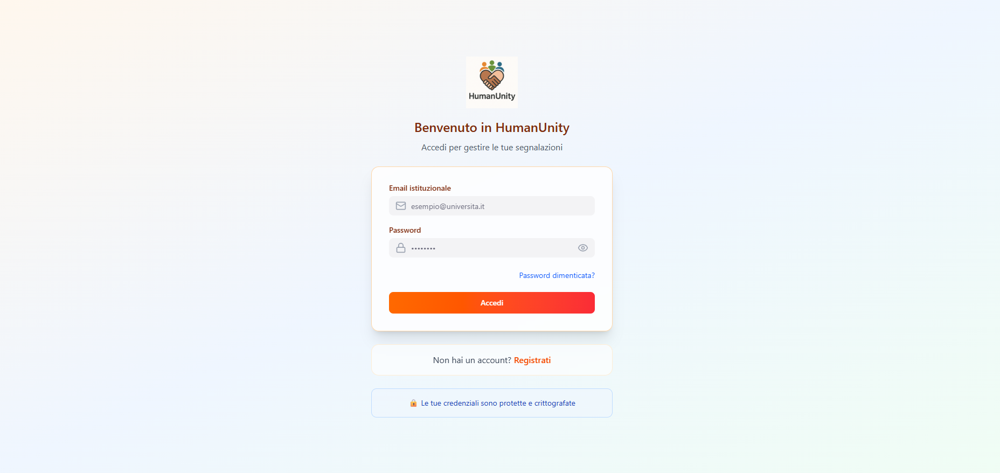 HumanUnity
Benvenuto in HumanUnity
Accedi per gestire le tue segnalazioni
Email istituzionale
esempio@universita.it
Password
••••••••
Password dimenticata?
Accedi
Non hai un account? Registrati
🔒 Le tue credenziali sono protette e crittografate